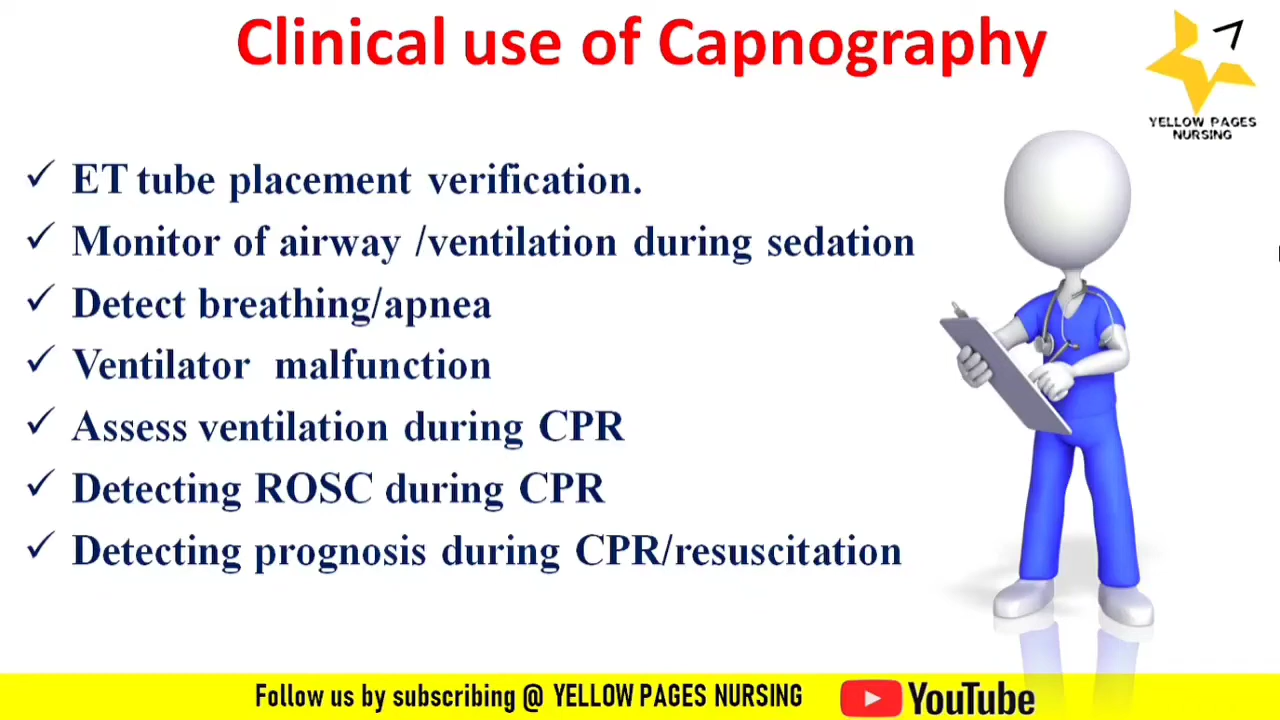 Clinical use of Capnography
YELLOW PAGES
NURSING
✓ ET tube placement verification.
✓ Monitor of airway /ventilation during sedation
✓ Detect breathing/apnea
✓ Ventilator malfunction
✓ Assess ventilation during CPR
✓ Detecting ROSC during CPR
✓ Detecting prognosis during CPR/resuscitation
Follow us by subscribing @ YELLOW PAGES NURSING YouTube